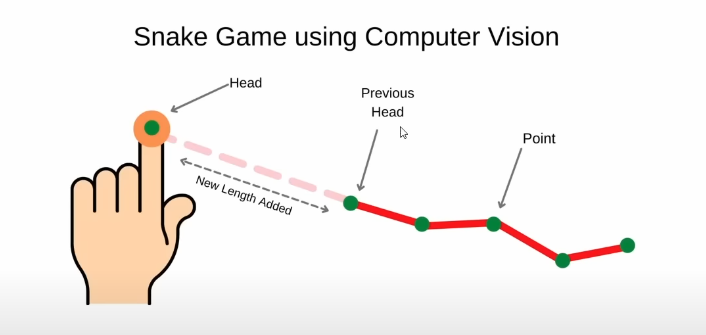 Snake Game using Computer Vision
Head
Previous
Head
Point
New Length Added